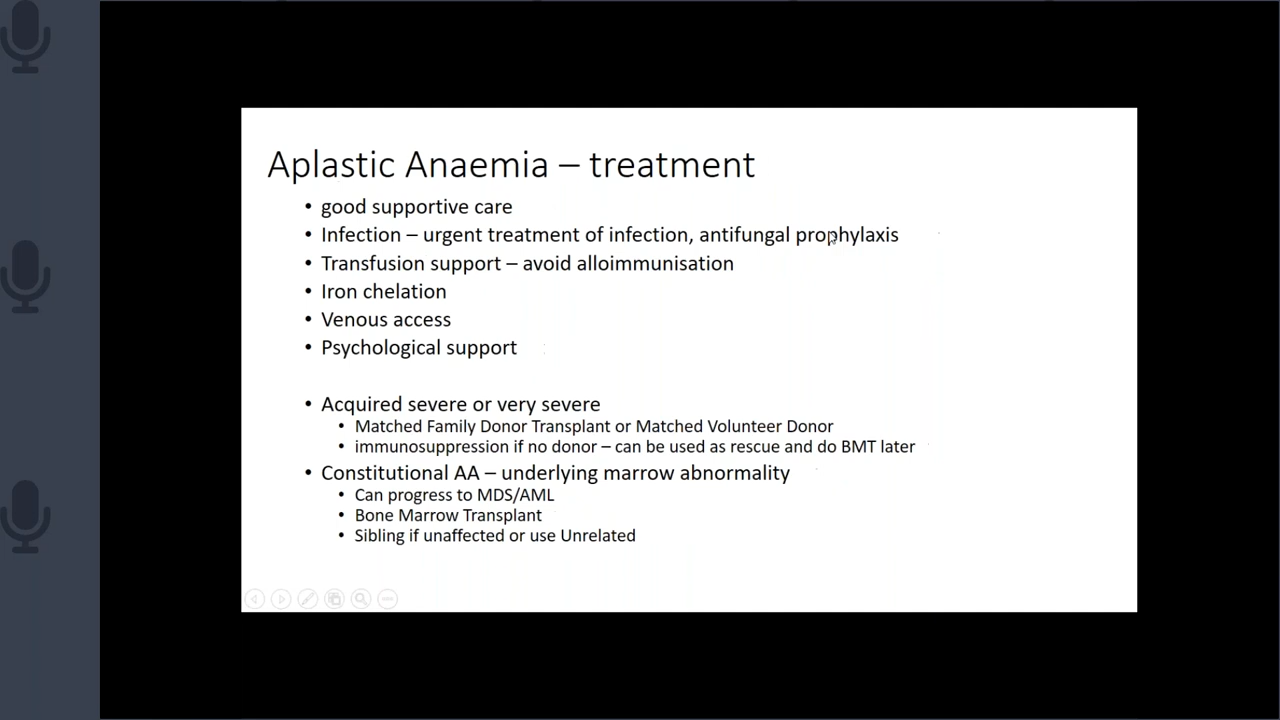 Aplastic Anaemia – treatment
• good supportive care
• Infection – urgent treatment of infection, antifungal prophylaxis
• Transfusion support – avoid alloimmunisation
• Iron chelation
• Venous access
• Psychological support
• Acquired severe or very severe
• Matched Family Donor Transplant or Matched Volunteer Donor
• immunosuppression if no donor – can be used as rescue and do BMT later
• Constitutional AA – underlying marrow abnormality
• Can progress to MDS/AML
• Bone Marrow Transplant
• Sibling if unaffected or use Unrelated